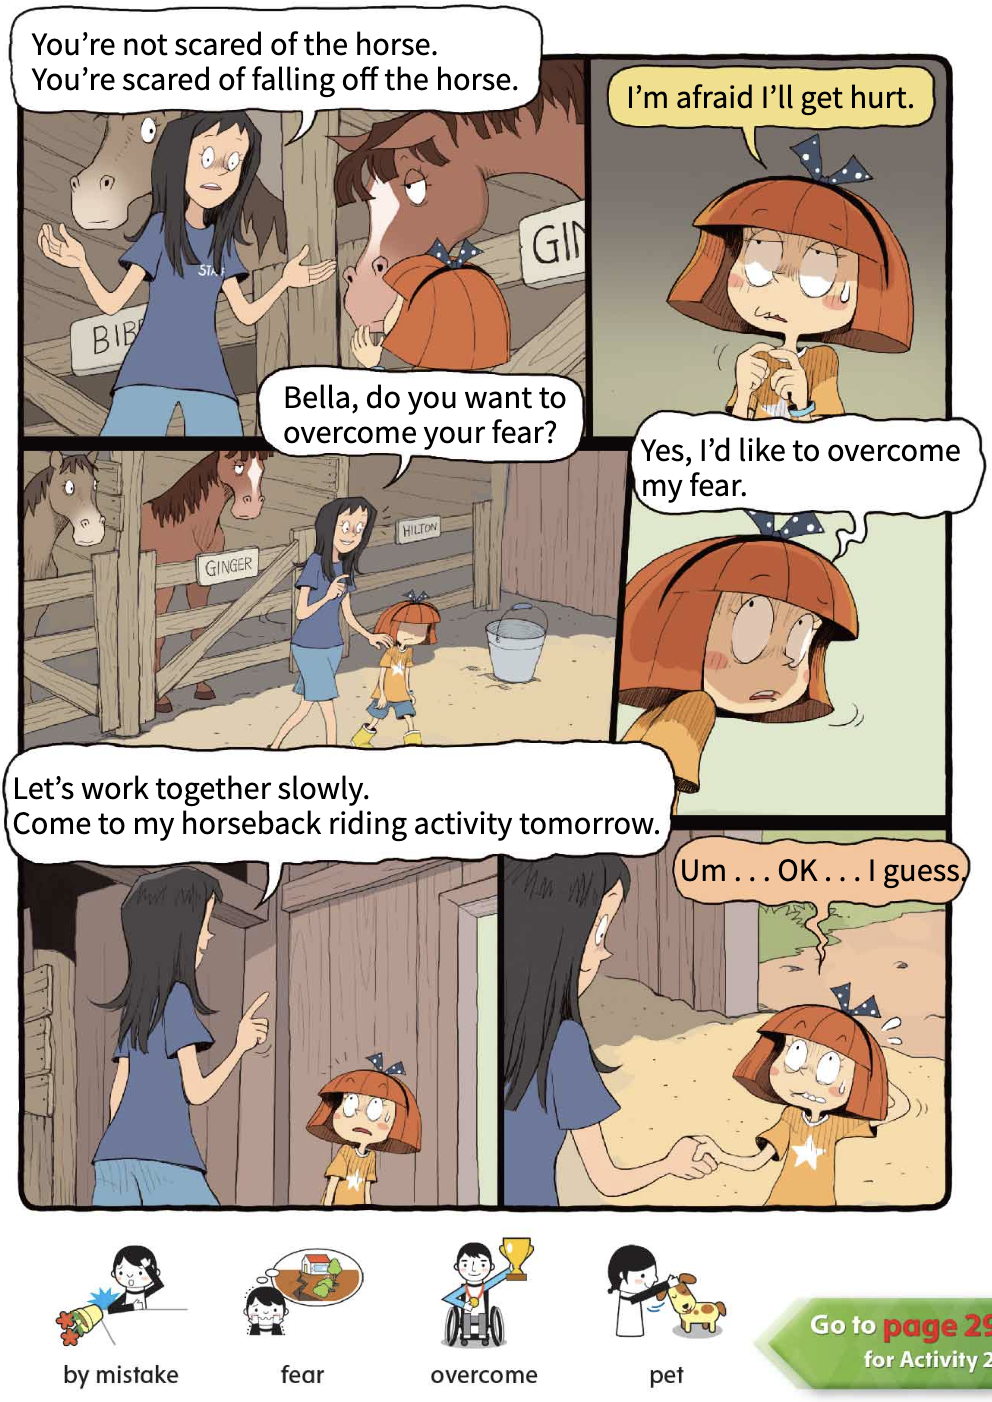 You're not scared of the horse.
You're scared of falling off the horse.
I'm afraid I'll get hurt.
GIN
STA
BIB
Bella, do you want to
overcome your fear?
Yes, I'd like to overcome
my fear.
HILTON
GINGER
Let's work together slowly.
Come to my horseback riding activity tomorrow.
Um . . . OK . . . I guess.
by mistake
fear
overcome
pet
Go to page 29
for Activity 2